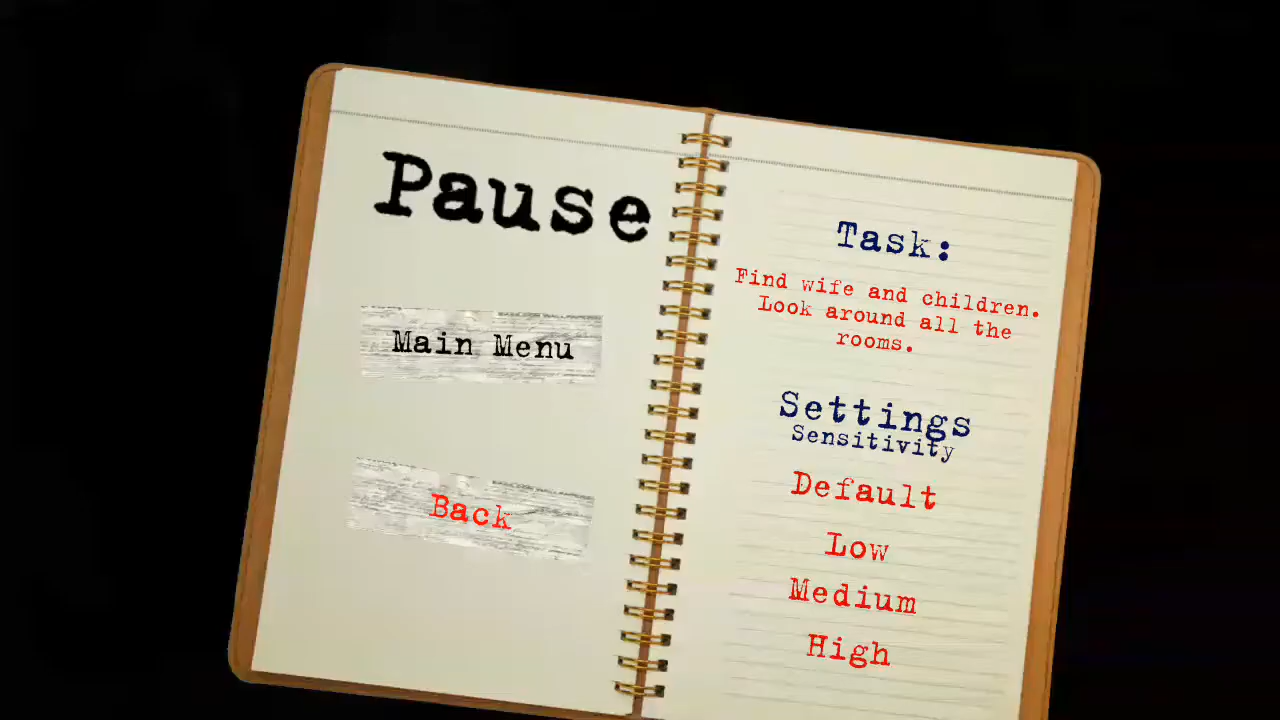 Pause
Main Menu
Back
Task:
Find wife and children.
Look around all the
rooms.
Settings
Sensitivity
Default
Low
Medium
High